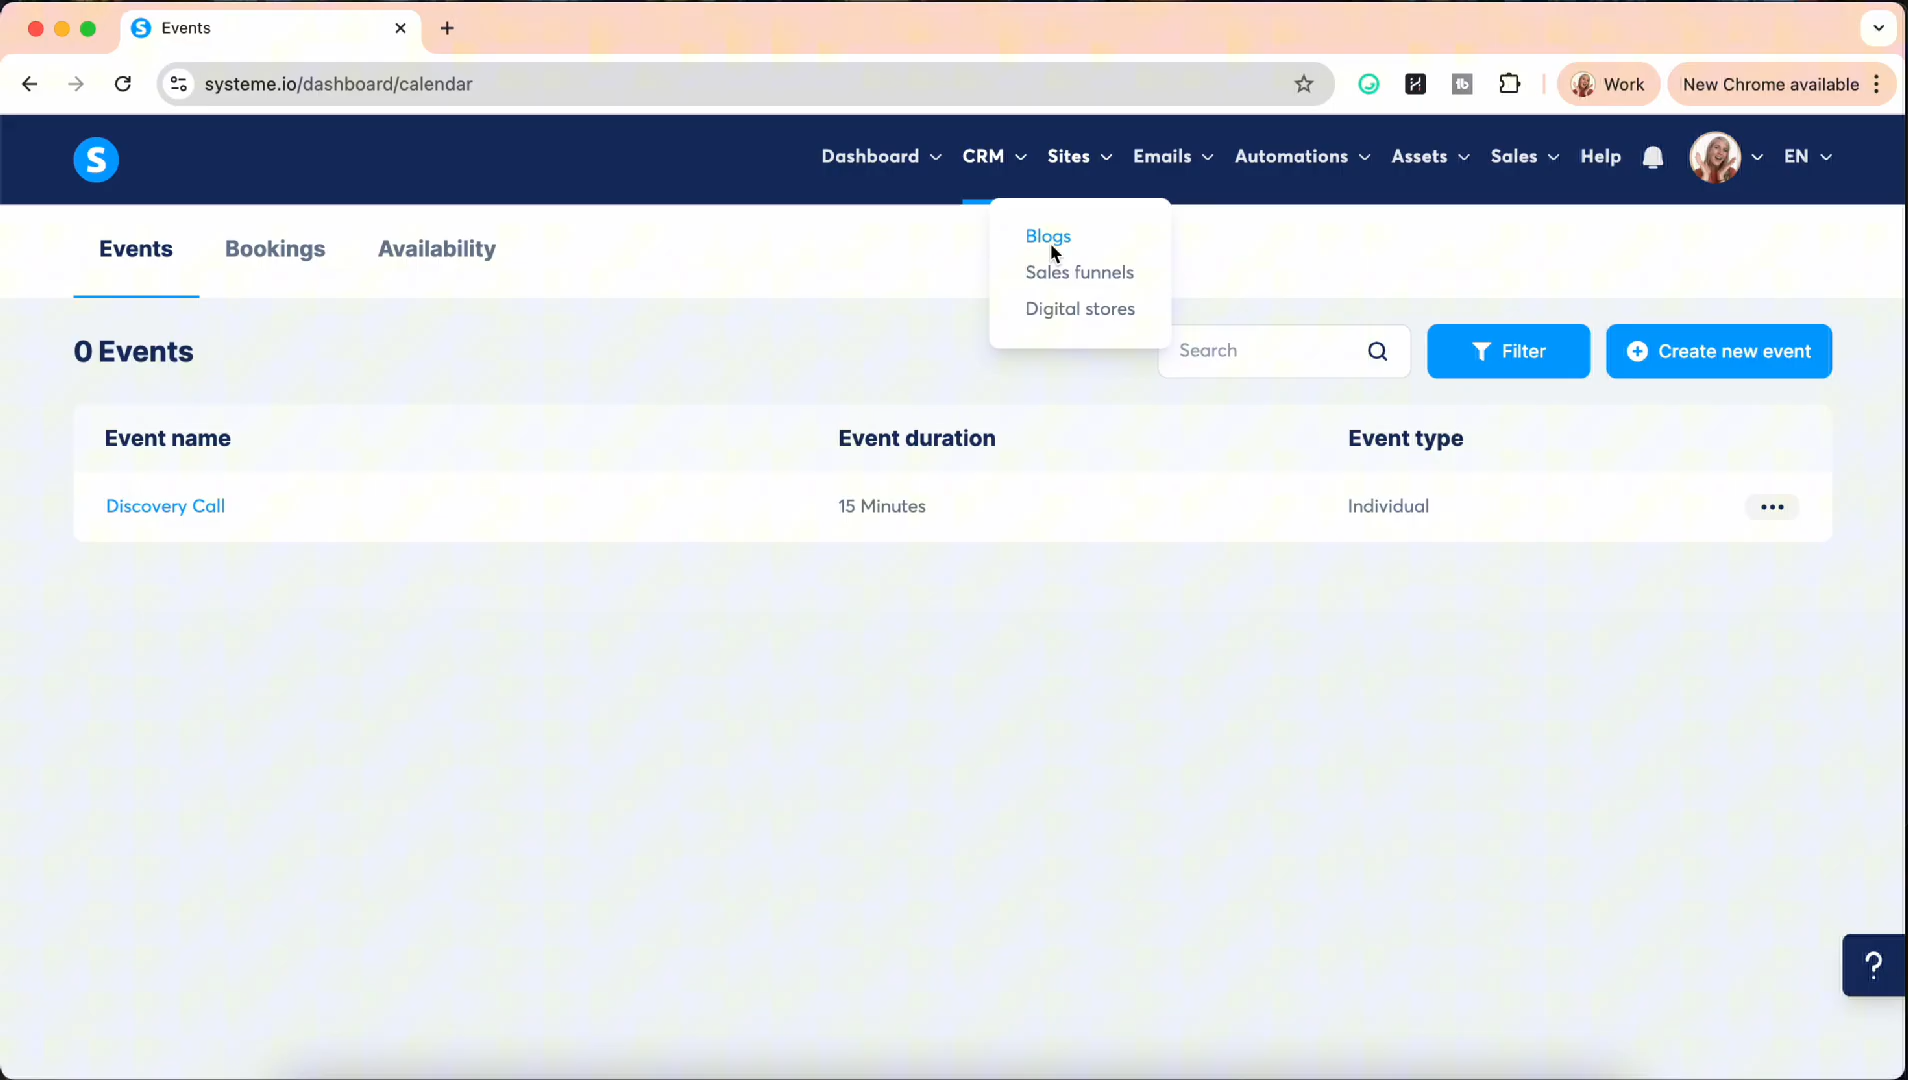 Events
systeme.io/dashboard/calendar
Work
New Chrome available
S
Dashboard CRM Sites Emails Automations Assets Sales Help EN
Blogs
Sales funnels
Digital stores
Events Bookings Availability
0 Events
Search
Filter
Create new event
Event name Event duration Event type
Discovery Call 15 Minutes Individual
?